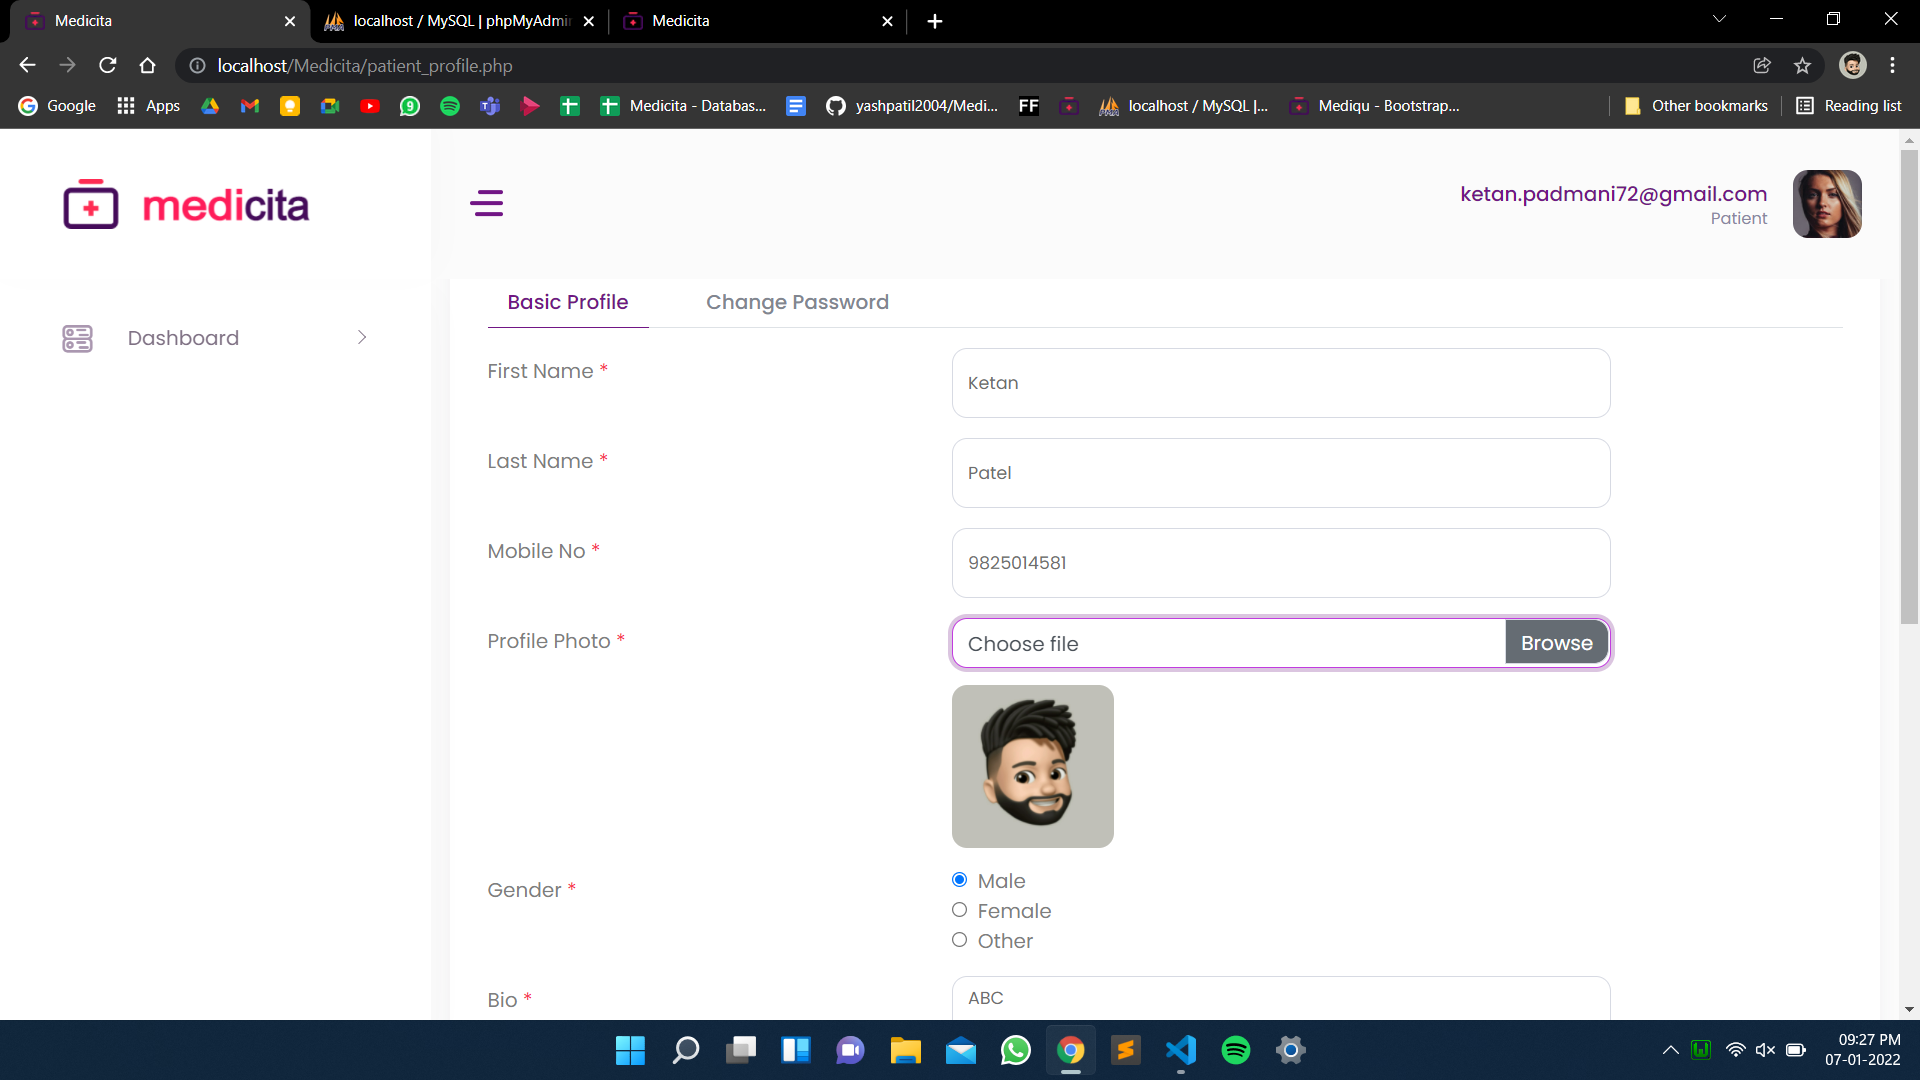 Medicita
localhost / MySQL | phpMyAdmin
Medicita
localhost/Medicita/patient_profile.php
Google
Apps
Medicita - Databas...
yashpatil2004/Medi...
FF
localhost / MySQL |...
Mediqu - Bootstrap...
Other bookmarks
Reading list
medicita
ketan.padmani72@gmail.com
Patient
Dashboard
Basic Profile
Change Password
First Name *
Ketan
Last Name *
Patel
Mobile No *
9825014581
Profile Photo *
Choose file
Browse
Gender *
Male
Female
Other
Bio *
ABC
09:27 PM
07-01-2022